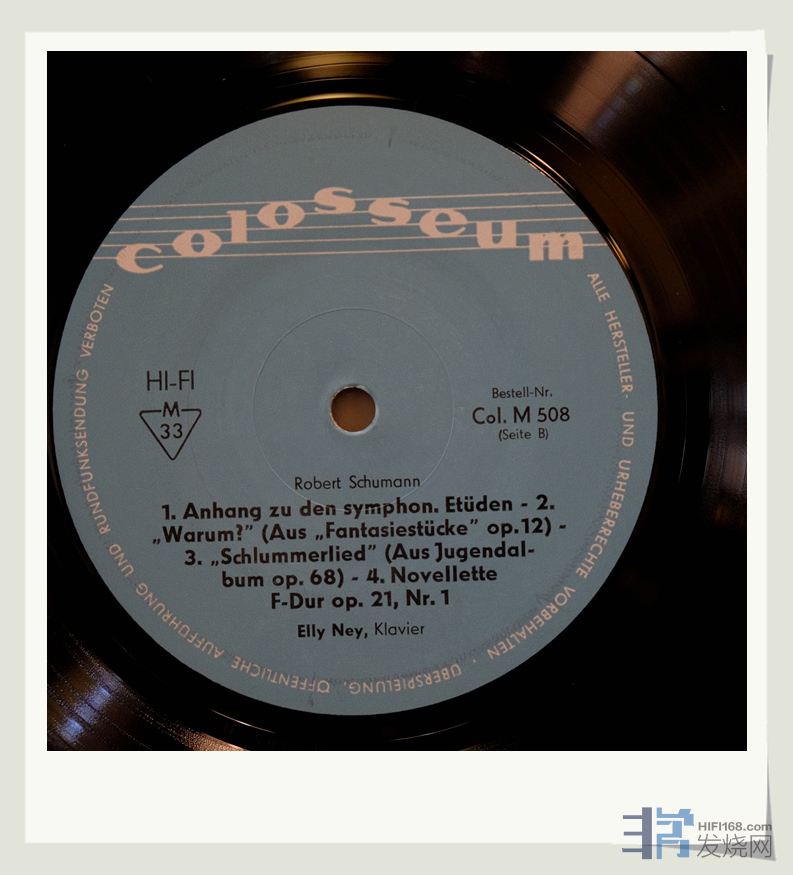 colosseum
HI-FI
M
33
Bestell-Nr.
Col. M 508
(Seite B)
Robert Schumann
1. Anhang zu den symphon. Etüden - 2.
„Warum?” (Aus „Fantasiestücke” op.12) -
3. „Schlummerlied” (Aus Jugendal-
bum op. 68) - 4. Novellette
F-Dur op. 21, Nr. 1
Elly Ney, Klavier
ALLE HERSTELLER- UND URHEBERRECHTE VORBEHALTEN . ÜBERSPIELUNG, ÖFFENTLICHE AUFFÜHRUNG UND RUNDFUNKSENDUNG VERBOTEN
HIFI168.com
发烧网